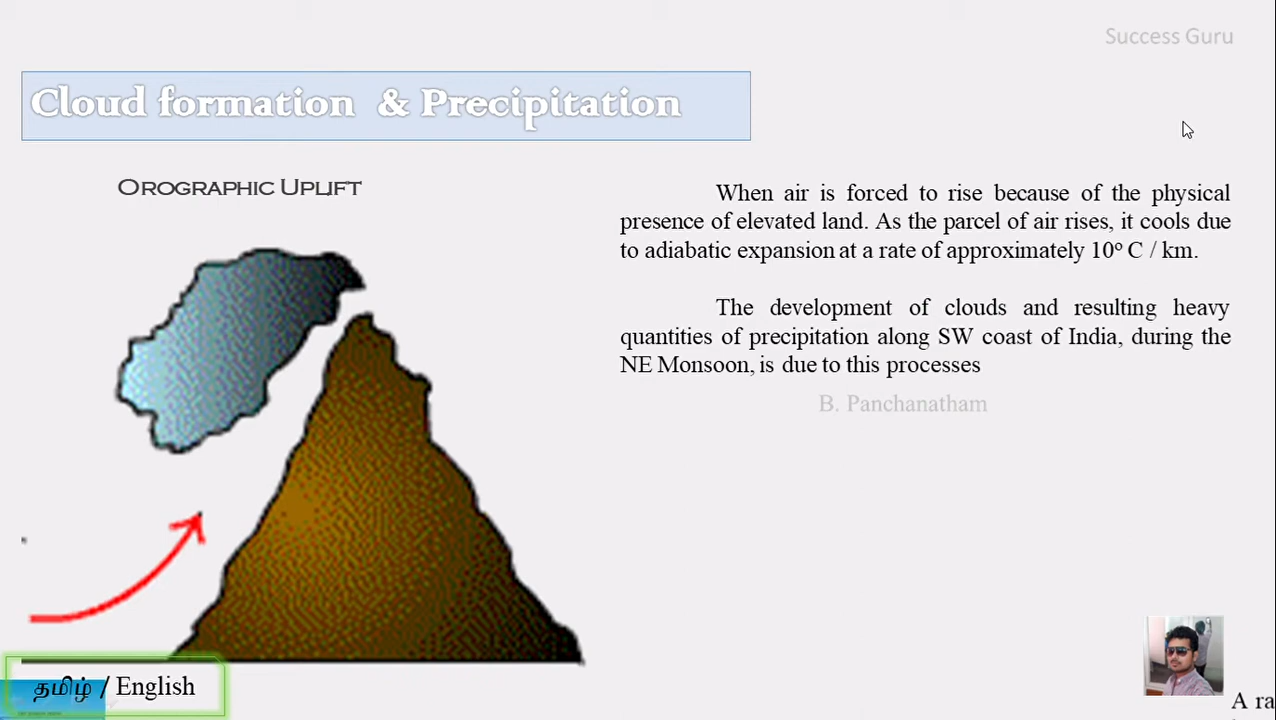 Success Guru
Cloud formation & Precipitation
Orographic Uplift
When air is forced to rise because of the physical
presence of elevated land. As the parcel of air rises, it cools due
to adiabatic expansion at a rate of approximately 10º C / km.
The development of clouds and resulting heavy
quantities of precipitation along SW coast of India, during the
NE Monsoon, is due to this processes
B. Panchanatham
தமிழ் / English
A ra